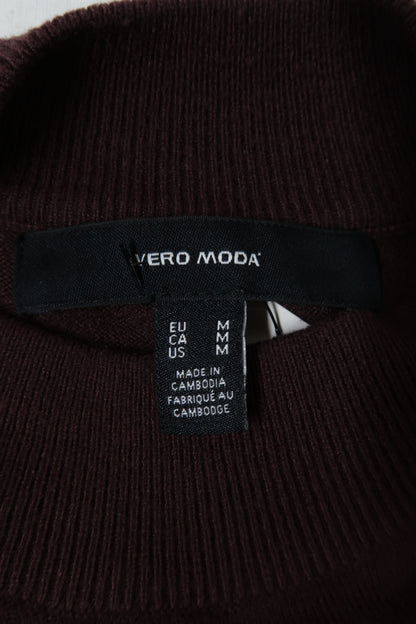 VERO MODA
EU M
CA M
US M
MADE IN
CAMBODIA
FABRIQUÉ AU
CAMBODGE